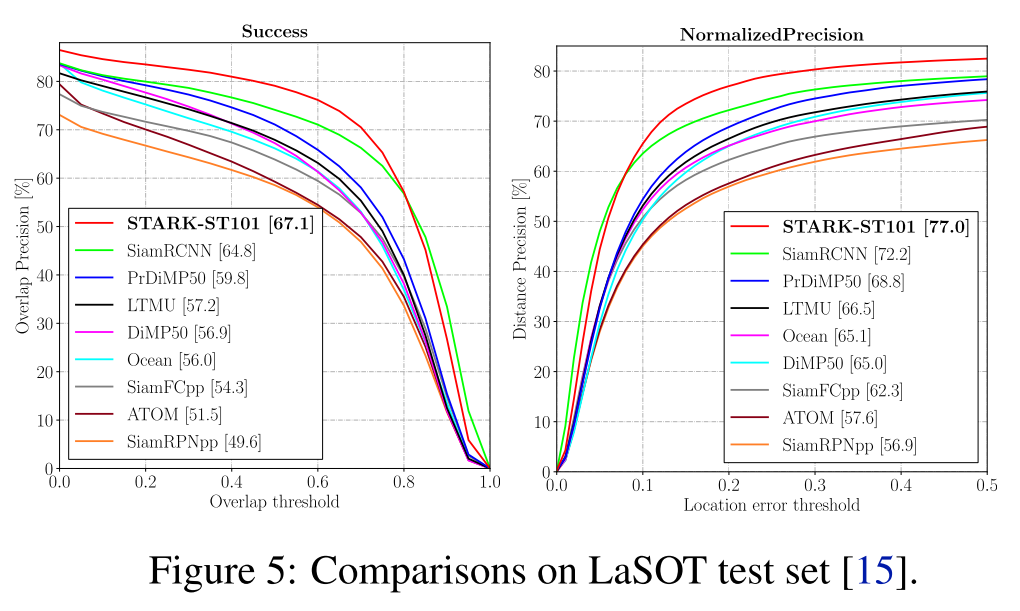 Success
Overlap Precision [%]
80
70
60
50
40
30
20
10
0
STARK-ST101 [67.1]
SiamRCNN [64.8]
PrDiMP50 [59.8]
LTMU [57.2]
DiMP50 [56.9]
Ocean [56.0]
SiamFCpp [54.3]
ATOM [51.5]
SiamRPNpp [49.6]
0.0 0.2 0.4 0.6 0.8 1.0
Overlap threshold
NormalizedPrecision
Distance Precision [%]
80
70
60
50
40
30
20
10
0
STARK-ST101 [77.0]
SiamRCNN [72.2]
PrDiMP50 [68.8]
LTMU [66.5]
Ocean [65.1]
DiMP50 [65.0]
SiamFCpp [62.3]
ATOM [57.6]
SiamRPNpp [56.9]
0.0 0.1 0.2 0.3 0.4 0.5
Location error threshold
Figure 5: Comparisons on LaSOT test set [15].